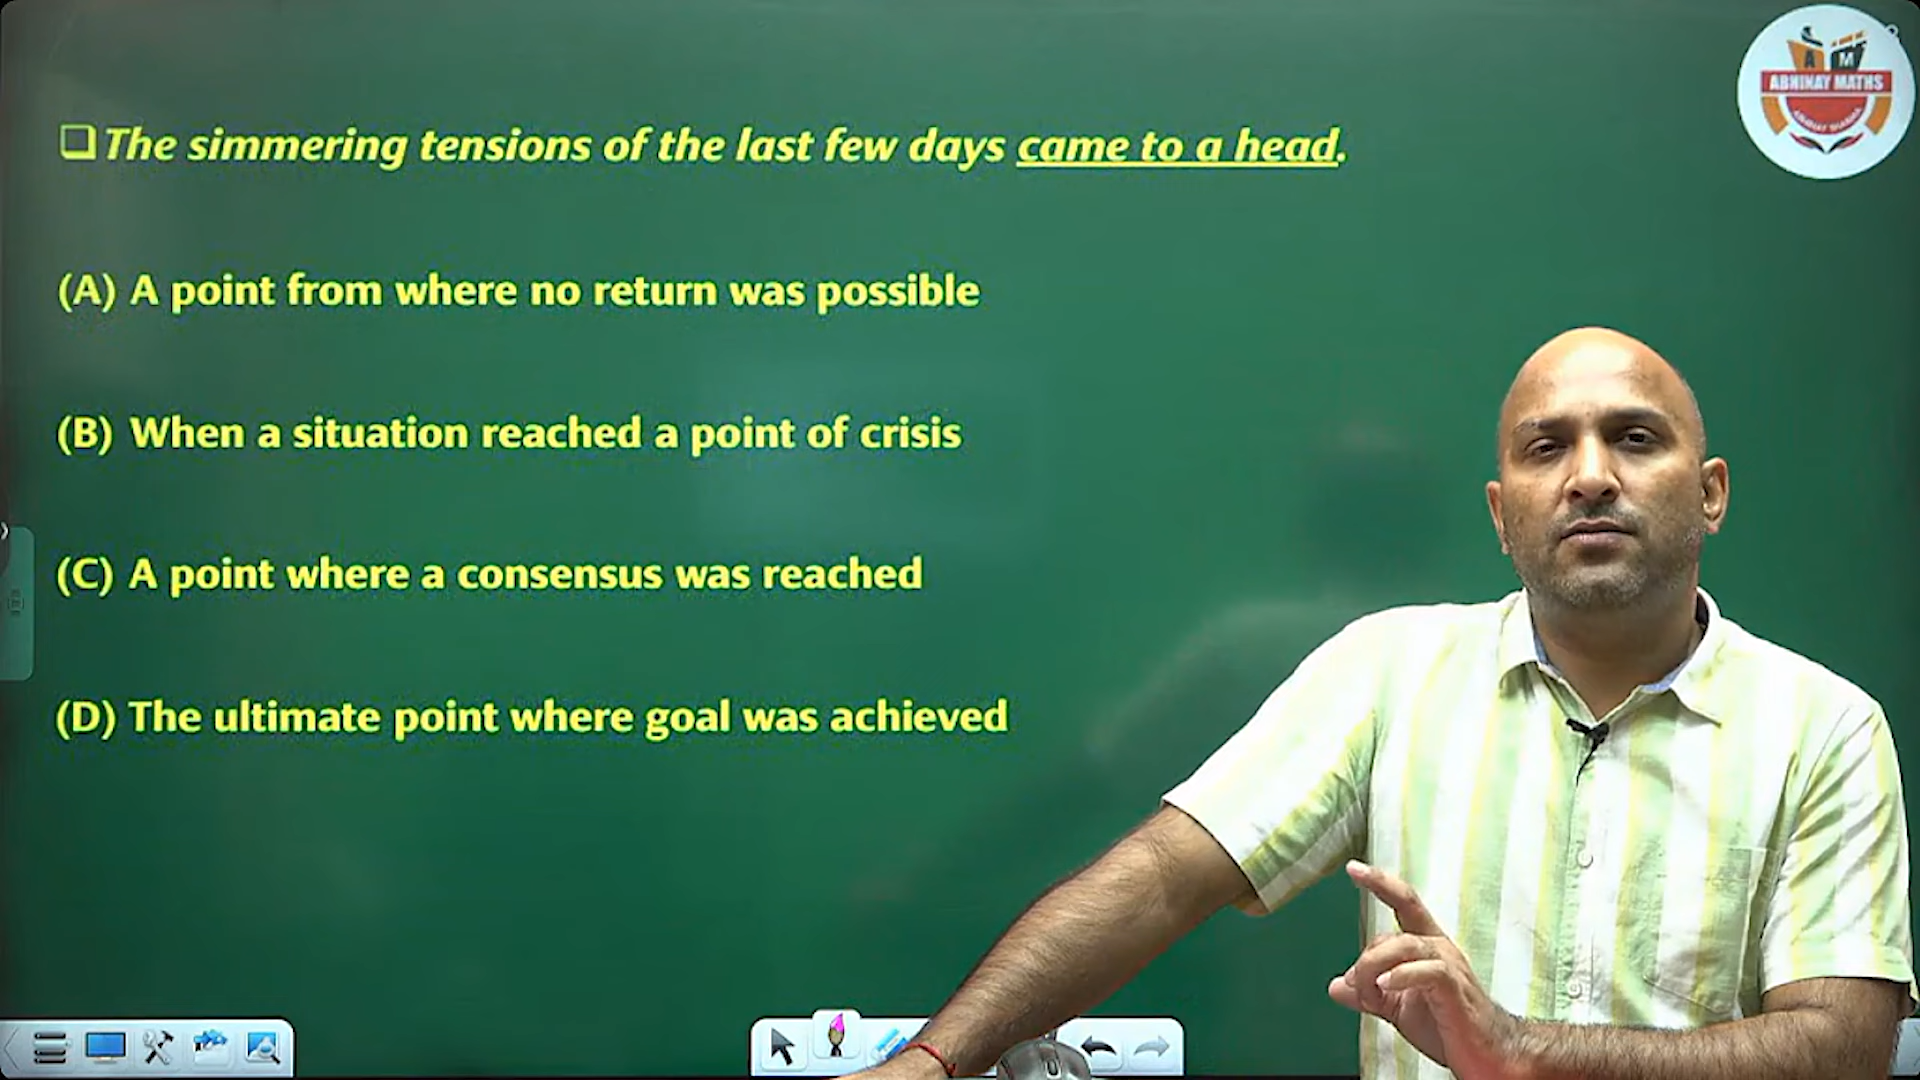 A M
ABHINAY MATHS
ABHINAY SHARMA
The simmering tensions of the last few days came to a head.
(A) A point from where no return was possible
(B) When a situation reached a point of crisis
(C) A point where a consensus was reached
(D) The ultimate point where goal was achieved